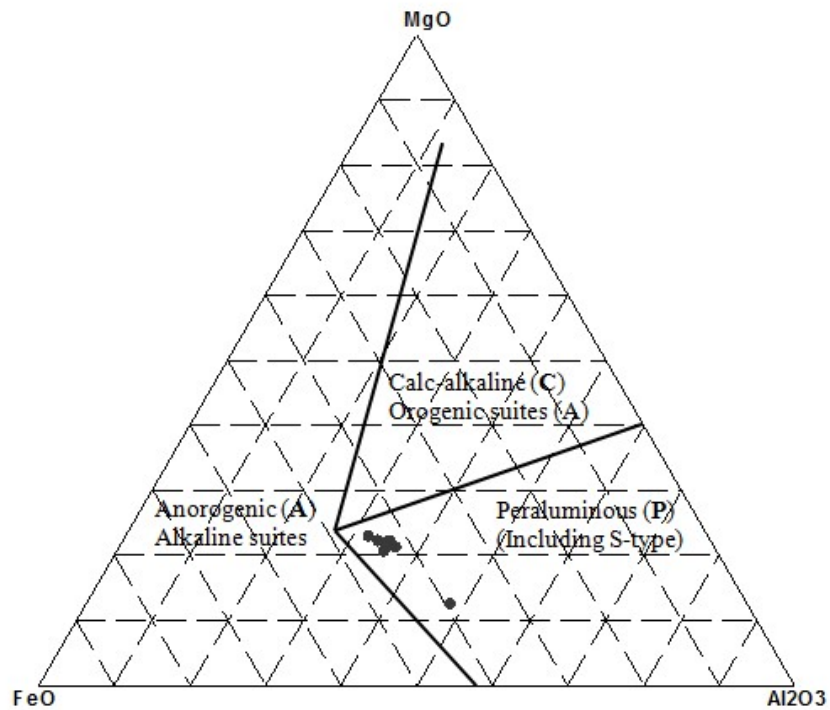 MgO
Calc-alkaline (C)
Orogenic suites (A)
Anorogenic (A)
Alkaline suites
Peraluminous (P)
(Including S-type)
FeO
Al2O3